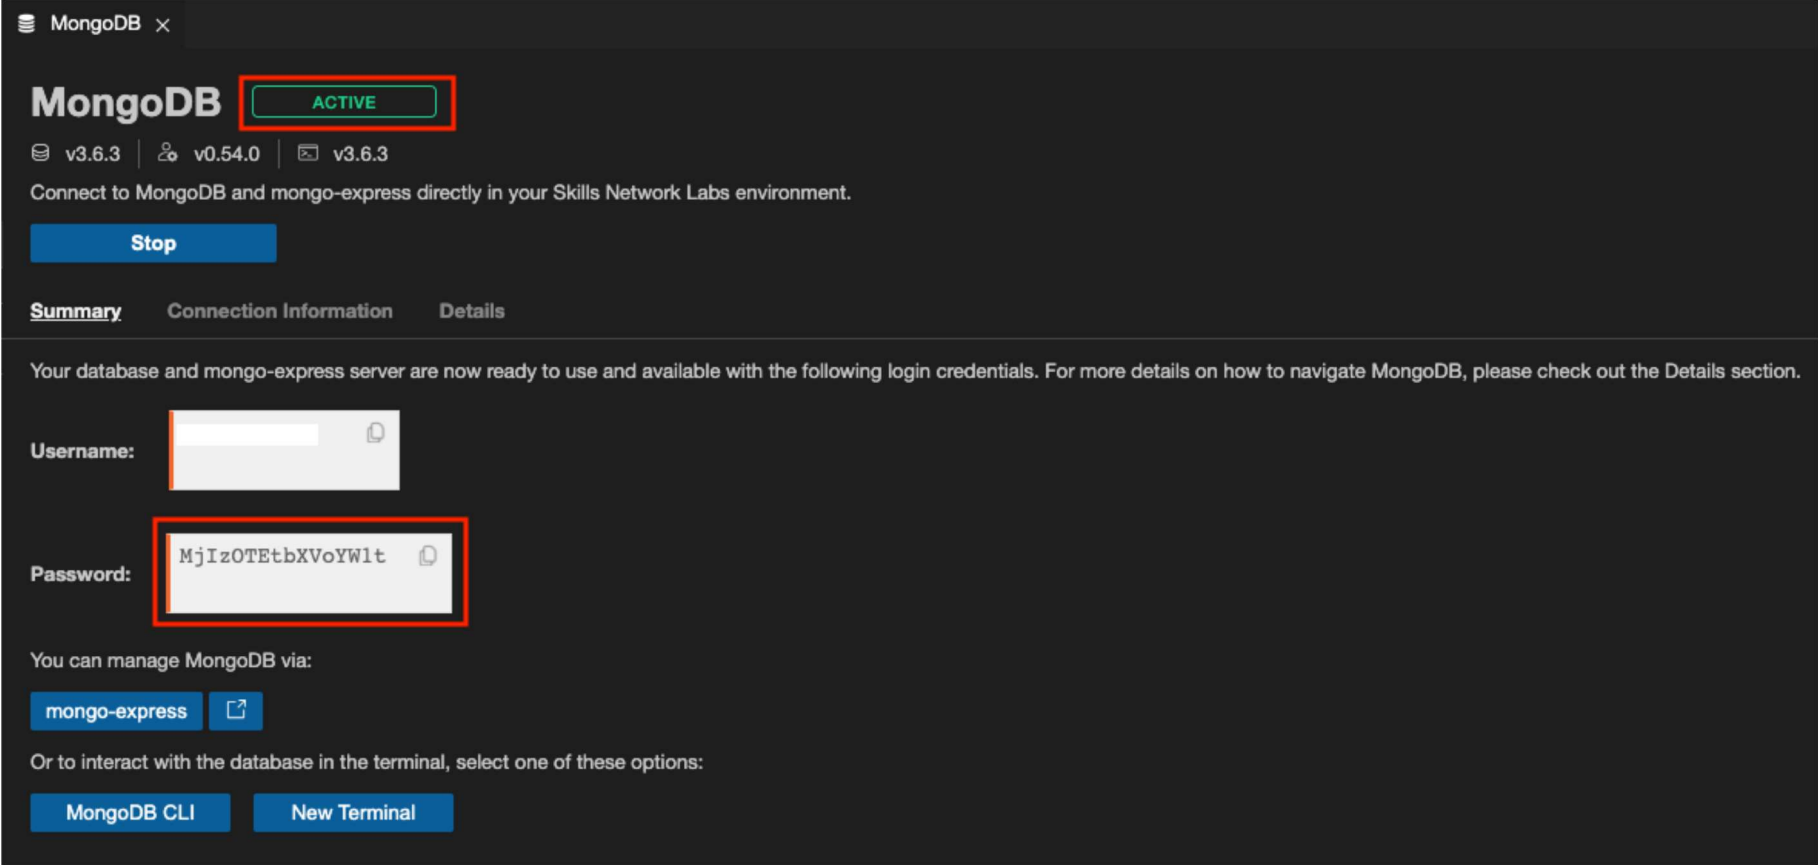 MongoDB
MongoDB ACTIVE
v3.6.3 v0.54.0 v3.6.3
Connect to MongoDB and mongo-express directly in your Skills Network Labs environment.
Stop
Summary Connection Information Details
Your database and mongo-express server are now ready to use and available with the following login credentials. For more details on how to navigate MongoDB, please check out the Details section.
Username:
Password: MjIzOTEtbXVoYW1t
You can manage MongoDB via:
mongo-express
Or to interact with the database in the terminal, select one of these options:
MongoDB CLI New Terminal